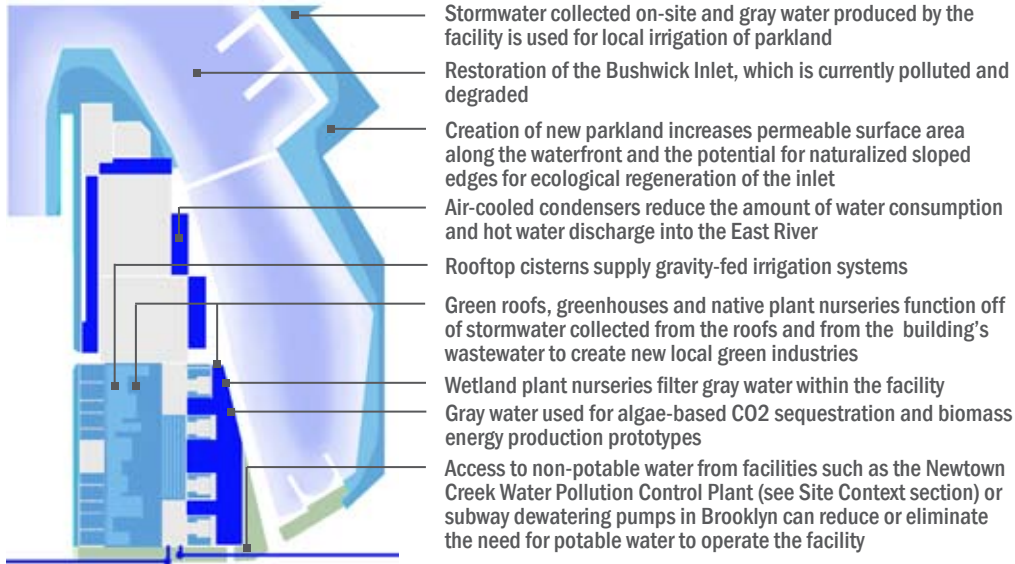 Stormwater collected on-site and gray water produced by the
facility is used for local irrigation of parkland
Restoration of the Bushwick Inlet, which is currently polluted and
degraded
Creation of new parkland increases permeable surface area
along the waterfront and the potential for naturalized sloped
edges for ecological regeneration of the inlet
Air-cooled condensers reduce the amount of water consumption
and hot water discharge into the East River
Rooftop cisterns supply gravity-fed irrigation systems
Green roofs, greenhouses and native plant nurseries function off
of stormwater collected from the roofs and from the building's
wastewater to create new local green industries
Wetland plant nurseries filter gray water within the facility
Gray water used for algae-based CO2 sequestration and biomass
energy production prototypes
Access to non-potable water from facilities such as the Newtown
Creek Water Pollution Control Plant (see Site Context section) or
subway dewatering pumps in Brooklyn can reduce or eliminate
the need for potable water to operate the facility